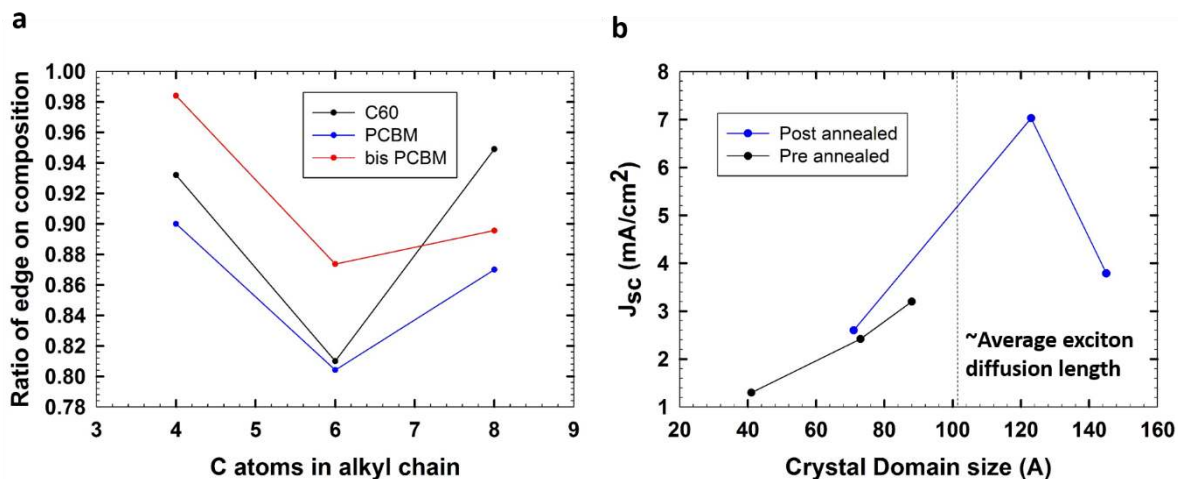 a
Ratio of edge on composition
1.00
0.98
0.96
0.94
0.92
0.90
0.88
0.86
0.84
0.82
0.80
0.78
C60
PCBM
bis PCBM
3 4 5 6 7 8 9
C atoms in alkyl chain
b
J_SC (mA/cm²)
8
7
6
5
4
3
2
1
Post annealed
Pre annealed
~Average exciton
diffusion length
20 40 60 80 100 120 140 160
Crystal Domain size (A)